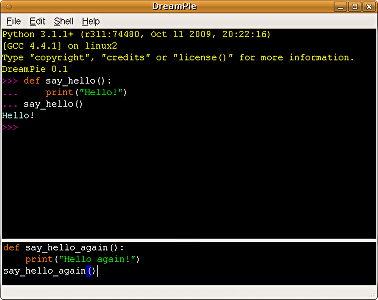 DreamPie
File Edit Shell Help
Python 3.1.1+ (r311:74480, Oct 11 2009, 20:22:16)
[GCC 4.4.1] on linux2
Type "copyright", "credits" or "license()" for more information.
DreamPie 0.1
>>> def say_hello():
...     print("Hello!")
... say_hello()
Hello!
>>>
def say_hello_again():
    print("Hello again!")
say_hello_again()